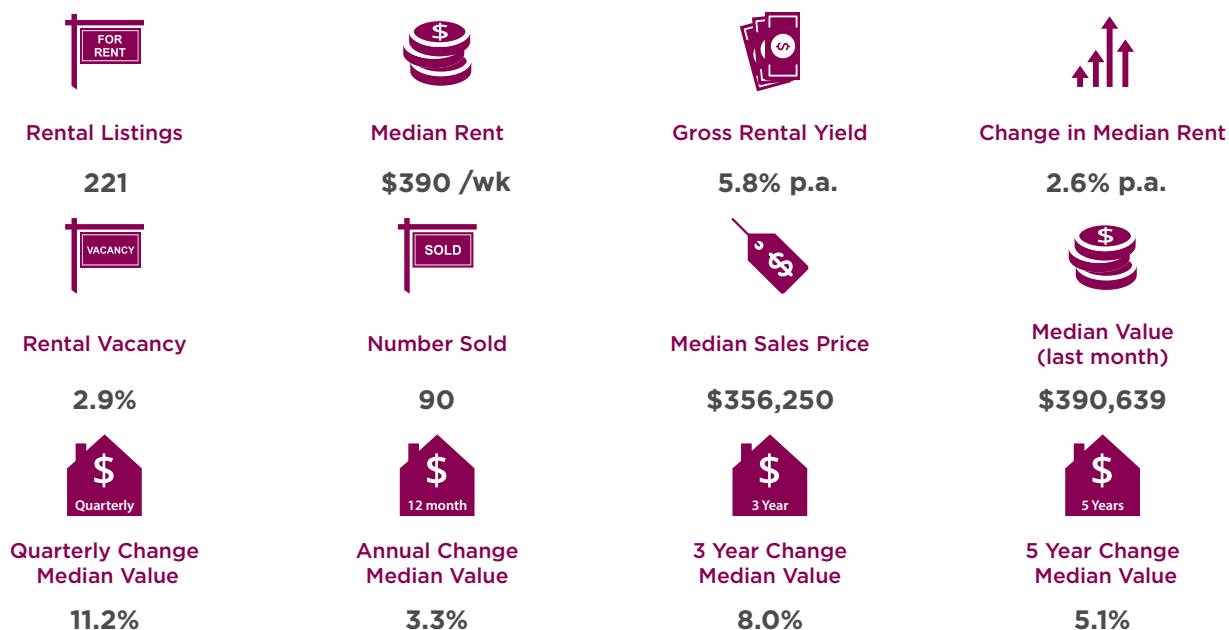 FOR
RENT
$
$
Rental Listings
Median Rent
Gross Rental Yield
Change in Median Rent
221
$390 /wk
5.8% p.a.
2.6% p.a.
VACANCY
SOLD
$
$
Rental Vacancy
Number Sold
Median Sales Price
Median Value
(last month)
2.9%
90
$356,250
$390,639
$
Quarterly
$
12 month
$
3 Year
$
5 Years
Quarterly Change
Median Value
Annual Change
Median Value
3 Year Change
Median Value
5 Year Change
Median Value
11.2%
3.3%
8.0%
5.1%